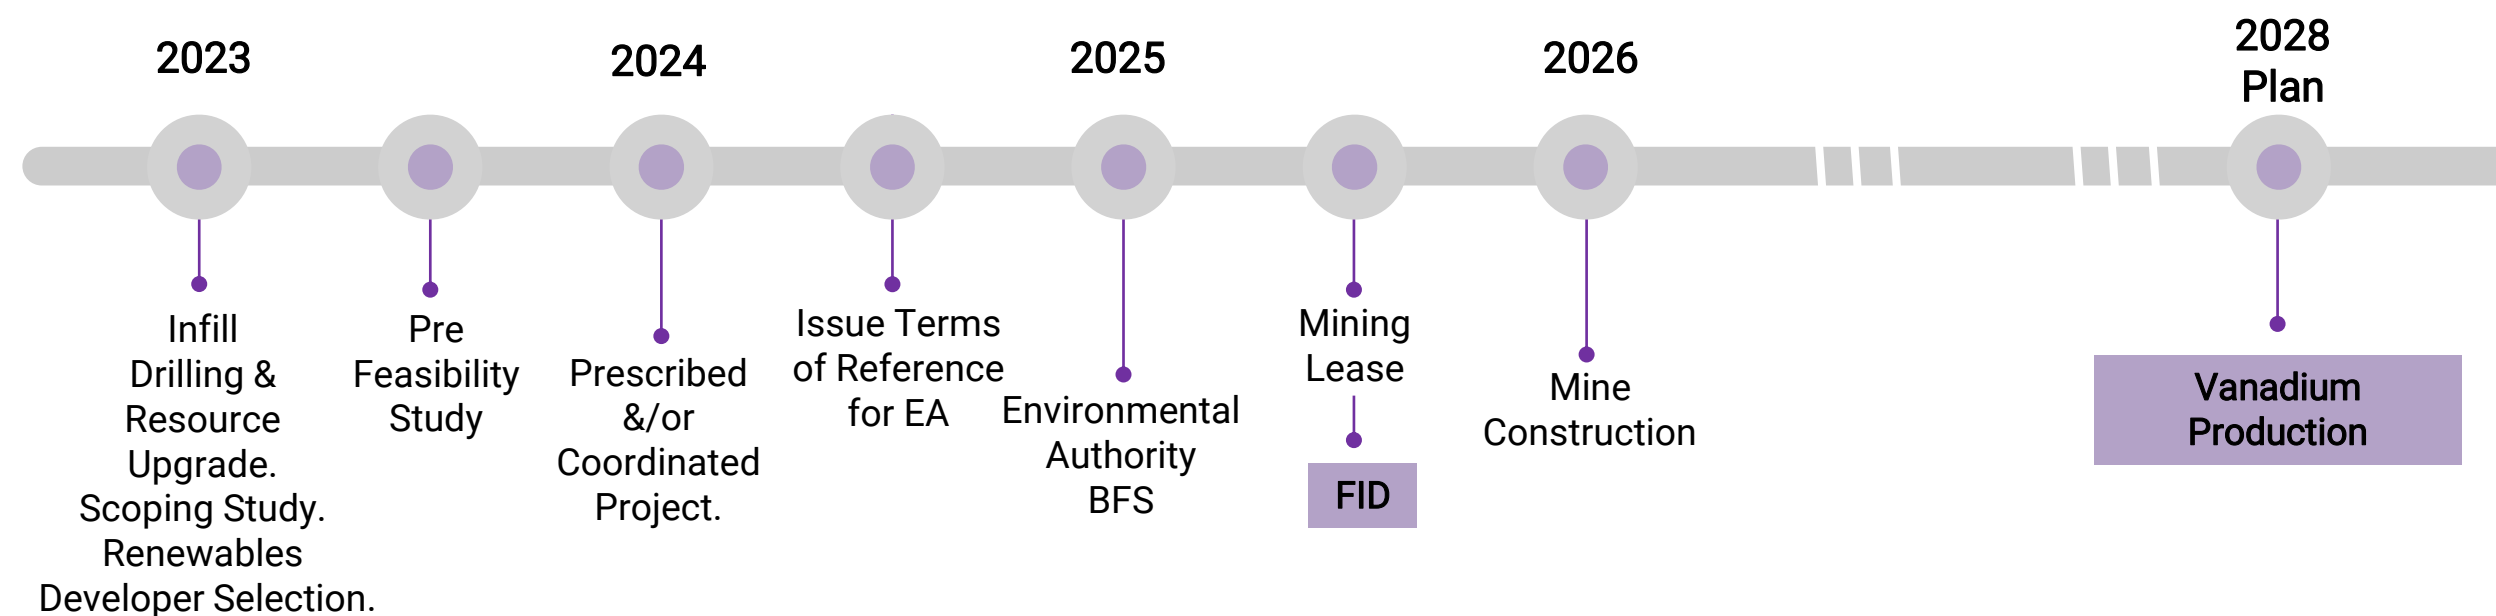 2023
2024
2025
2026
2028
Plan
Infill
Drilling &
Resource
Upgrade.
Scoping Study.
Renewables
Developer Selection.
Pre
Feasibility
Study
Prescribed
&/or
Coordinated
Project.
Issue Terms
of Reference
for EA
Environmental
Authority
BFS
Mining
Lease
FID
Mine
Construction
Vanadium
Production